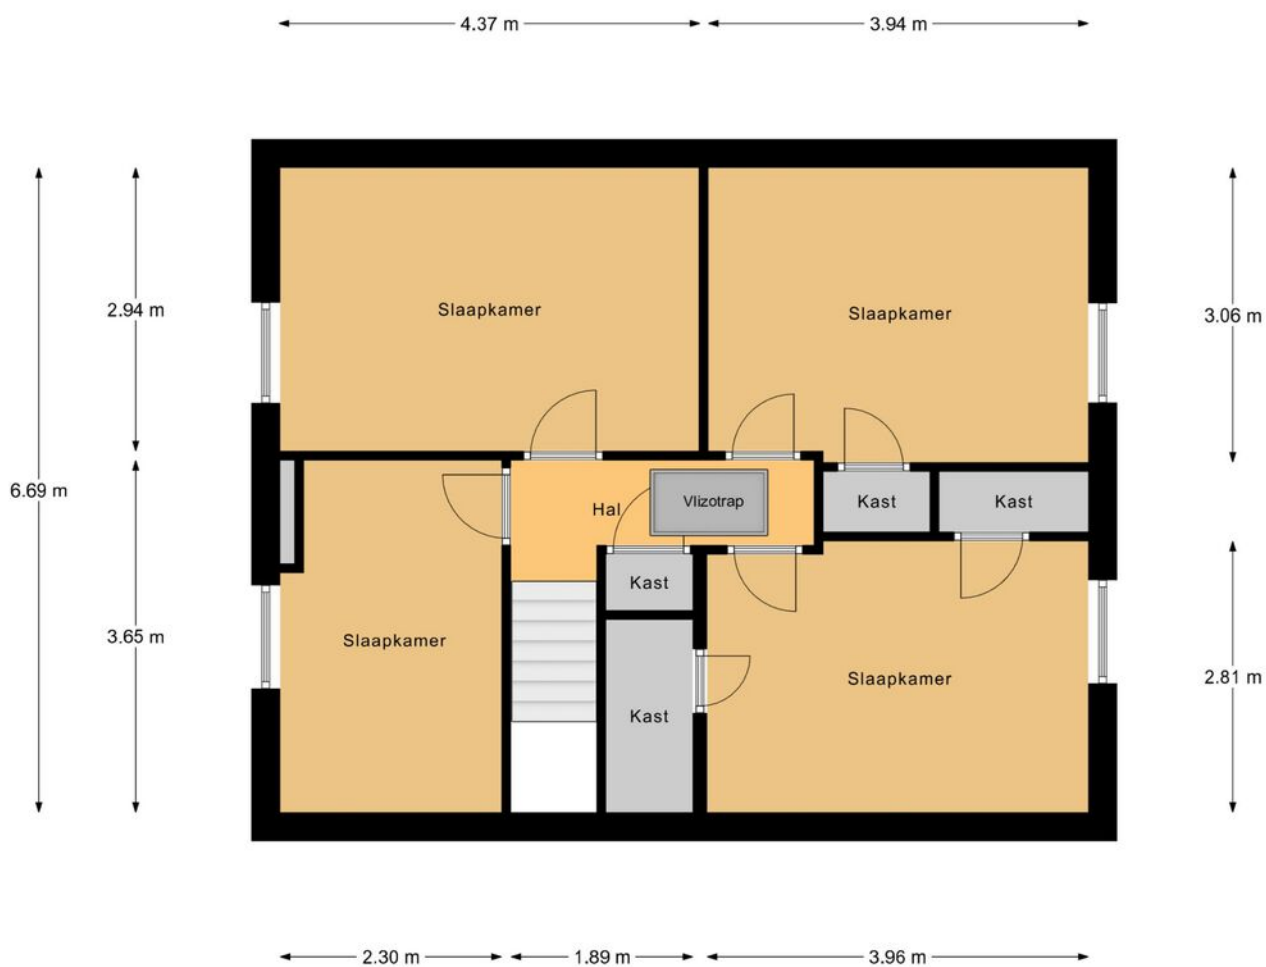 4.37 m
3.94 m
2.94 m
Slaapkamer
Slaapkamer
3.06 m
6.69 m
Hal
Vlizotrap
Kast
Kast
Kast
3.65 m
Slaapkamer
Slaapkamer
2.81 m
Kast
2.30 m
1.89 m
3.96 m